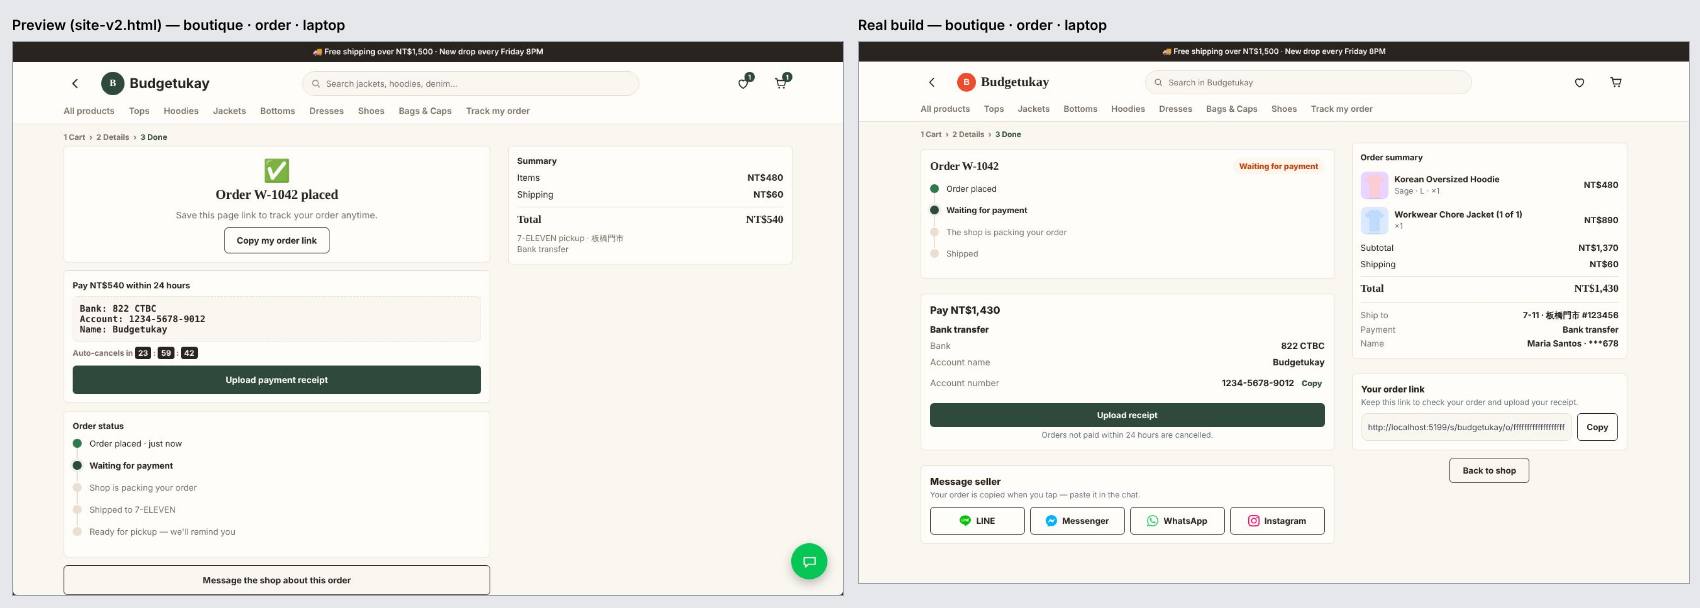 Preview (site-v2.html) — boutique · order · laptop
🚚 Free shipping over NT$1,500 · New drop every Friday 8PM
B Budgetukay
Search jackets, hoodies, denim...
1
1
All products Tops Hoodies Jackets Bottoms Dresses Shoes Bags & Caps Track my order
1 Cart › 2 Details › 3 Done
Order W-1042 placed
Save this page link to track your order anytime.
Copy my order link
Pay NT$540 within 24 hours
Bank: 822 CTBC
Account: 1234-5678-9012
Name: Budgetukay
Auto-cancels in 23 : 59 : 42
Upload payment receipt
Order status
Order placed · just now
Waiting for payment
Shop is packing your order
Shipped to 7-ELEVEN
Ready for pickup — we'll remind you
Message the shop about this order
Summary
Items NT$480
Shipping NT$60
Total NT$540
7-ELEVEN pickup · 板橋門市
Bank transfer
Real build — boutique · order · laptop
🚚 Free shipping over NT$1,500 · New drop every Friday 8PM
B Budgetukay
Search in Budgetukay
All products Tops Jackets Bottoms Hoodies Dresses Bags & Caps Shoes Track my order
1 Cart › 2 Details › 3 Done
Order W-1042 Waiting for payment
Order placed
Waiting for payment
The shop is packing your order
Shipped
Pay NT$1,430
Bank transfer
Bank 822 CTBC
Account name Budgetukay
Account number 1234-5678-9012 Copy
Upload receipt
Orders not paid within 24 hours are cancelled.
Message seller
Your order is copied when you tap — paste it in the chat.
LINE Messenger WhatsApp Instagram
Order summary
Korean Oversized Hoodie
Sage · L · ×1
NT$480
Workwear Chore Jacket (1 of 1)
×1
NT$890
Subtotal NT$1,370
Shipping NT$60
Total NT$1,430
Ship to 7-11 · 板橋門市 #123456
Payment Bank transfer
Name Maria Santos · ***678
Your order link
Keep this link to check your order and upload your receipt.
http://localhost:5199/s/budgetukay/o/ffffffffffffffffff Copy
Back to shop